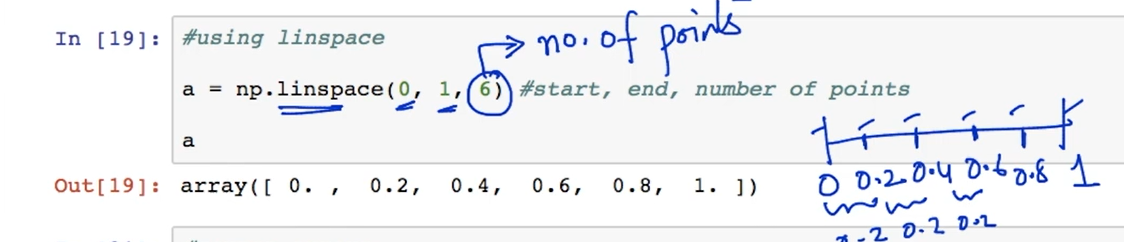 no. of points
In [19]: #using linspace
a = np.linspace(0, 1, 6) #start, end, number of points
a
Out[19]: array([ 0. , 0.2, 0.4, 0.6, 0.8, 1. ])
0 0.2 0.4 0.6 0.8 1
0.2 0.2